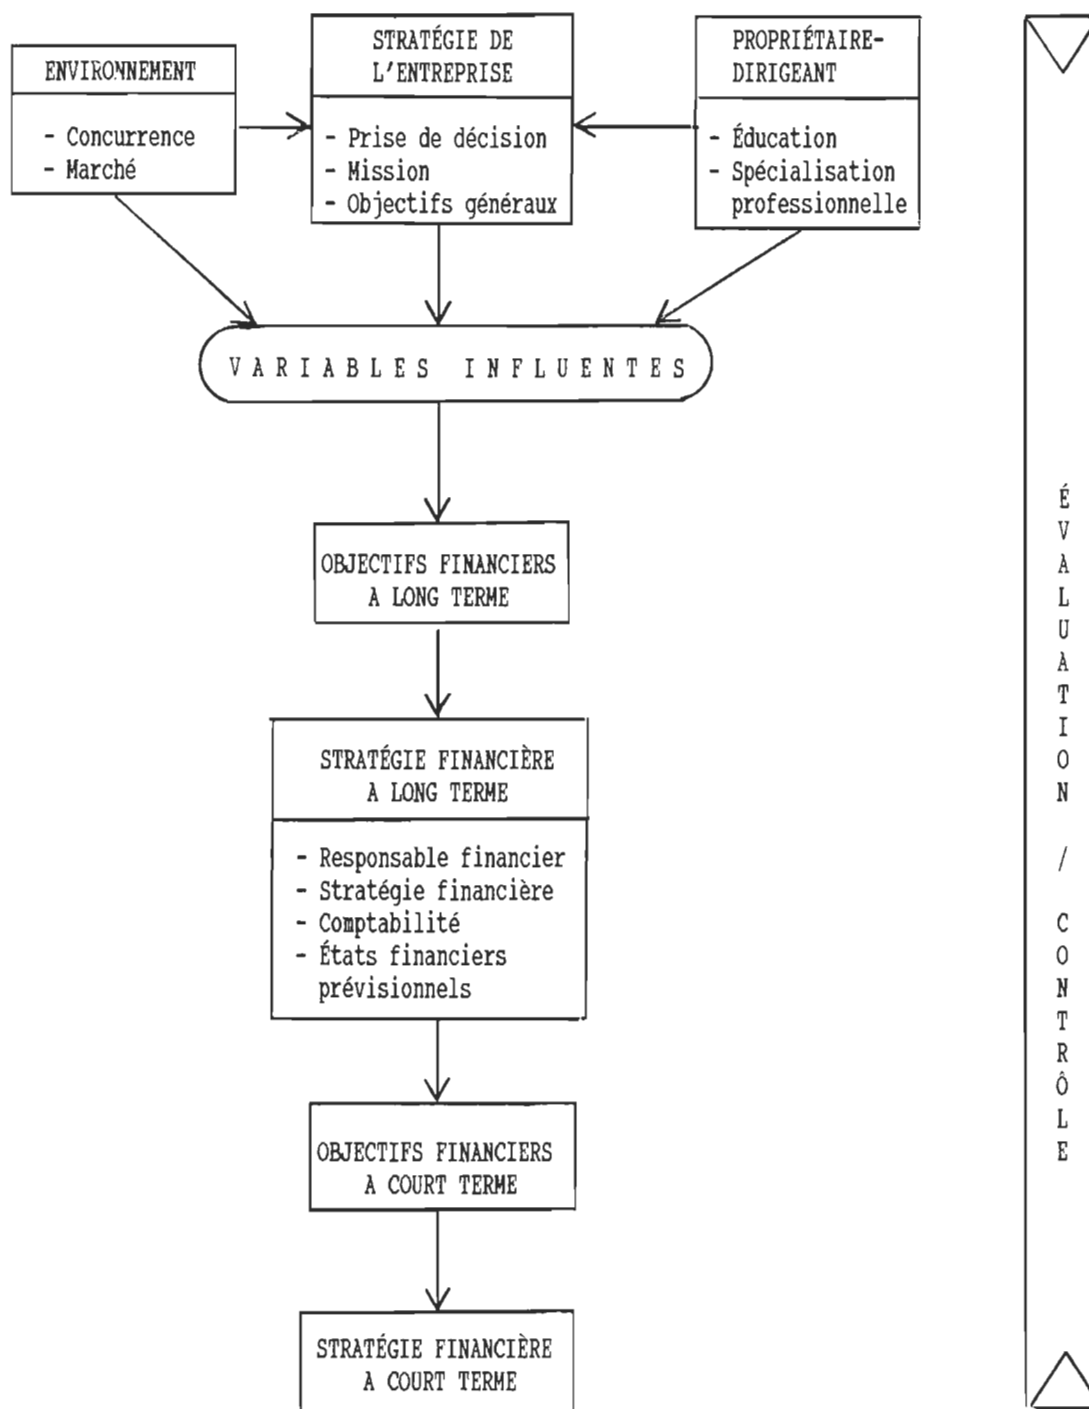 ENVIRONNEMENT
- Concurrence
- Marché
STRATÉGIE DE
L'ENTREPRISE
- Prise de décision
- Mission
- Objectifs généraux
PROPRIÉTAIRE-
DIRIGEANT
- Éducation
- Spécialisation
professionnelle
VARIABLES INFLUENTES
OBJECTIFS FINANCIERS
A LONG TERME
STRATÉGIE FINANCIÈRE
A LONG TERME
- Responsable financier
- Stratégie financière
- Comptabilité
- États financiers
prévisionnels
OBJECTIFS FINANCIERS
A COURT TERME
STRATÉGIE FINANCIÈRE
A COURT TERME
ÉVALUATION / CONTRÔLE